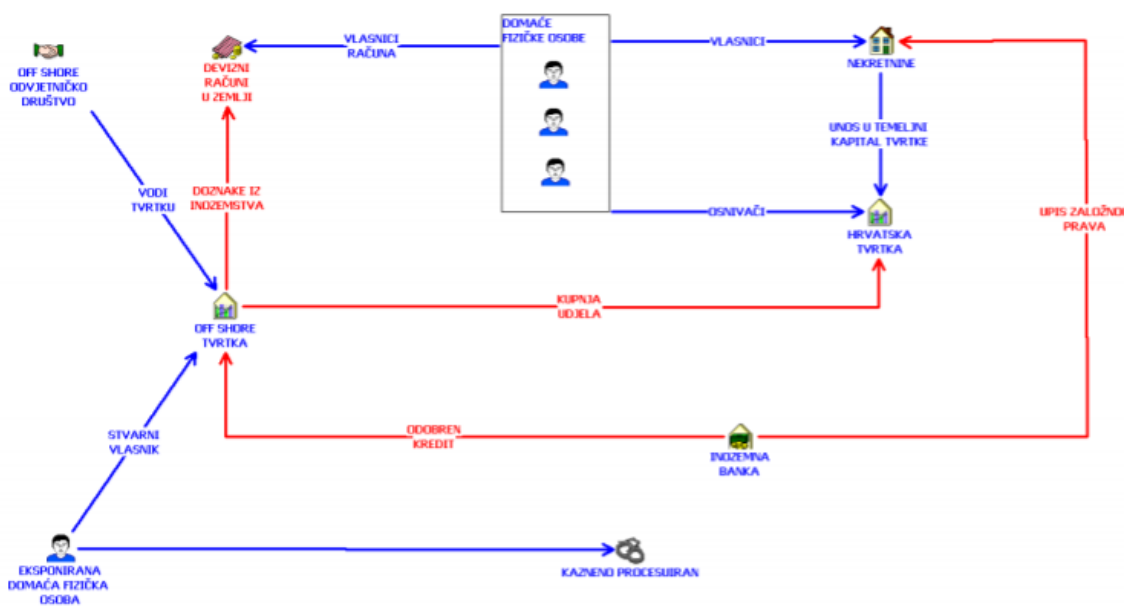 DOMAĆE
FIZIČKE OSOBE
VLASNICI
RAČUNA
VLASNICI
OFF SHORE
ODVJETNIČKO
DRUŠTVO
DEVIZNI
RAČUNI
U ZEMLJI
NEKRETNINE
UNOS U TEMELJNI
KAPITAL TVRTKE
VODI
TVRTKU
DOZNAKE IZ
INOZEMSTVA
OSNIVAČI
UPIS ZALOŽNO
PRAVA
HRVATSKA
TVRTKA
KUPNJA
UDJELA
OFF SHORE
TVRTKA
STVARNI
VLASNIK
ODOBREN
KREDIT
INOZEMNA
BANKA
EKSPONIRANA
DOMAĆA FIZIČKA
OSOBA
KAZNENO PROCESUIRAN